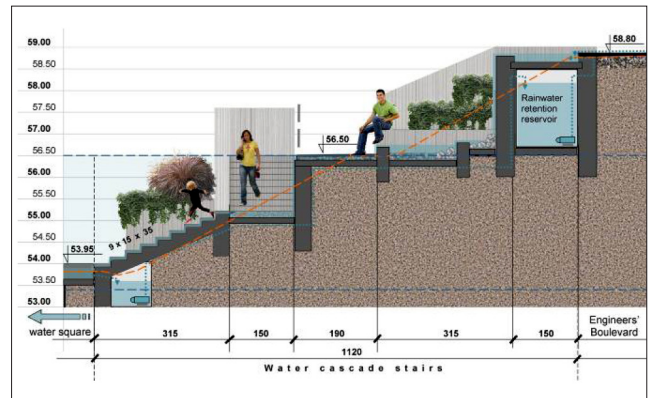 59.00
58.50
58.00
57.50
57.00
56.50
56.00
55.50
55.00
54.50
54.00
53.50
53.00
58.80
Rainwater
retention
reservoir
56.50
9 x 15 x 35
53.95
water square
Engineers'
Boulevard
315
150
190
315
150
1120
Water cascade stairs